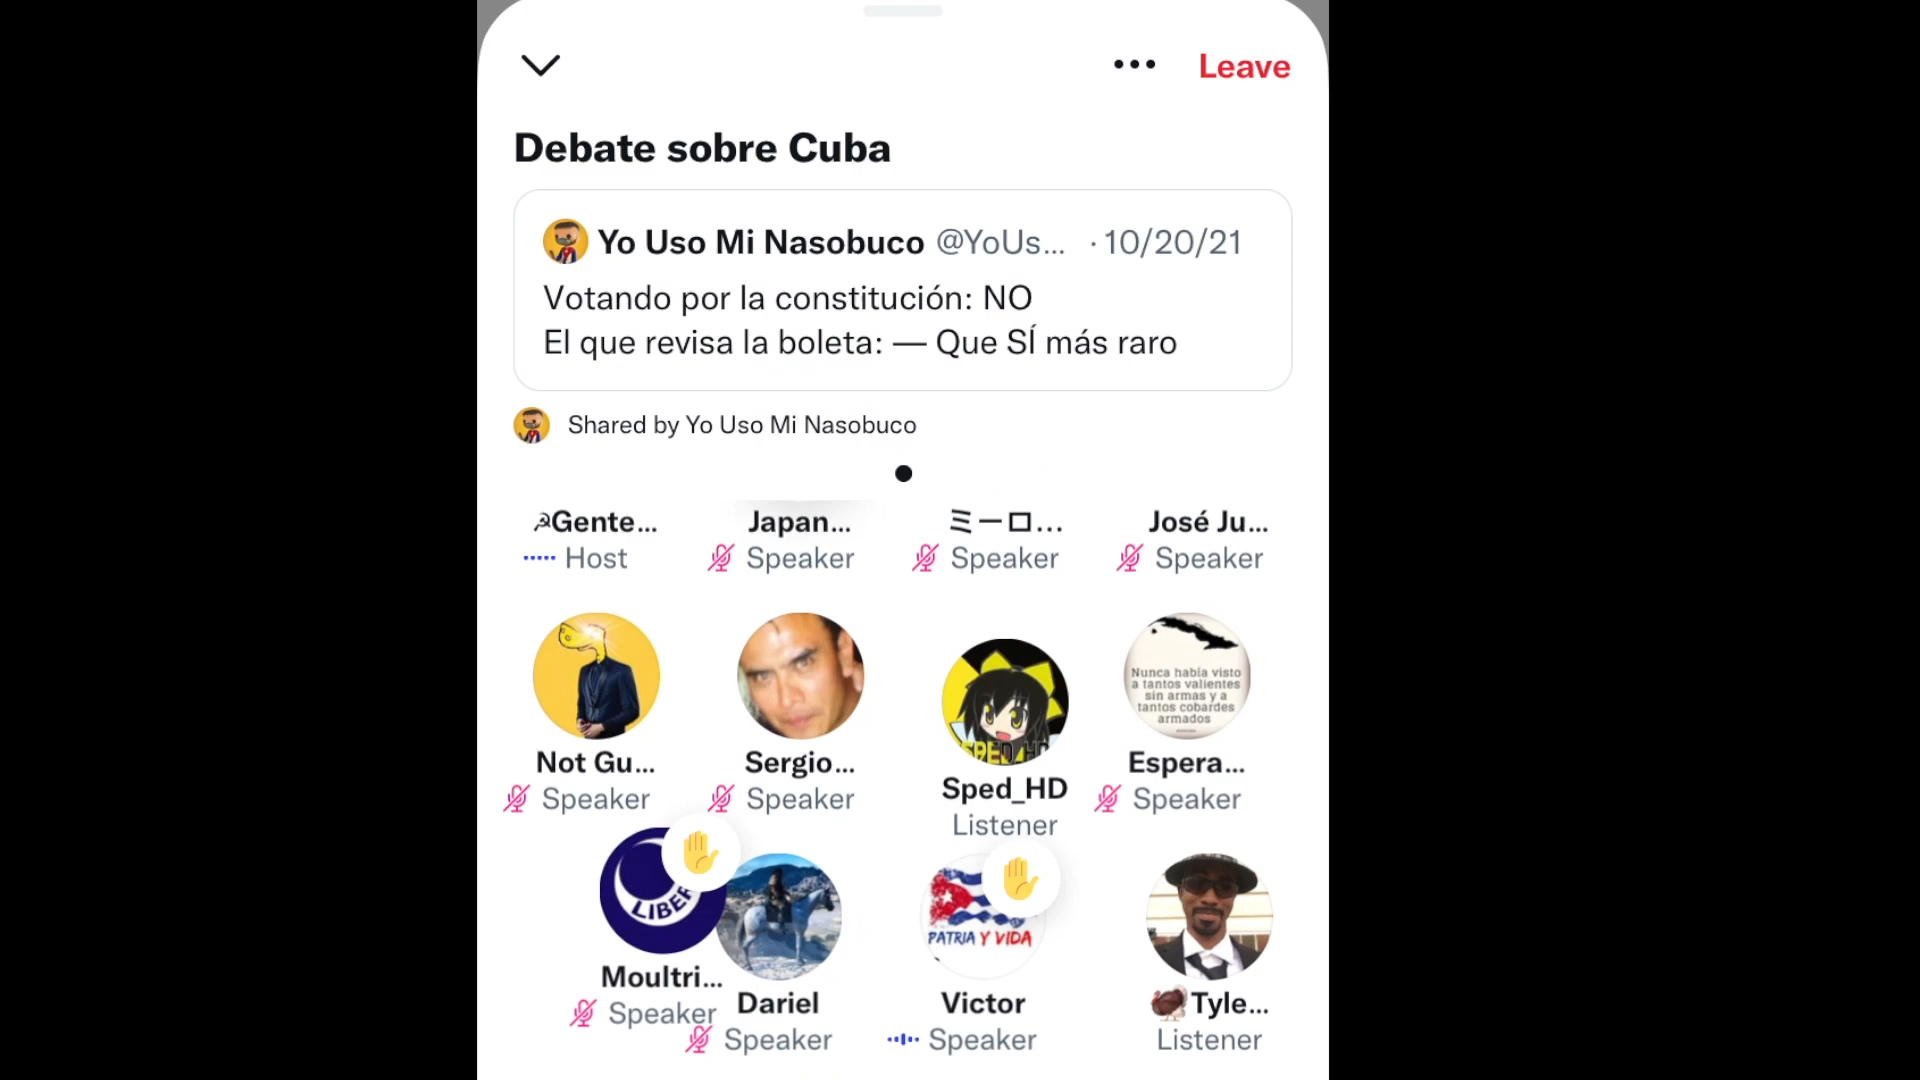 Leave
Debate sobre Cuba
Yo Uso Mi Nasobuco @YoUs... · 10/20/21
Votando por la constitución: NO
El que revisa la boleta: — Que SÍ más raro
Shared by Yo Uso Mi Nasobuco
☭Gente... Japan... ミーロ... José Ju...
Host Speaker Speaker Speaker
Nunca había visto
a tantos valientes
sin armas y a
tantos cobardes
armados
SPED_HD
Not Gu... Sergio... Sped_HD Espera...
Speaker Speaker Listener Speaker
LIBER
PATRIA Y VIDA
Moultri... Dariel Victor 🦃Tyle...
Speaker Speaker Speaker Listener